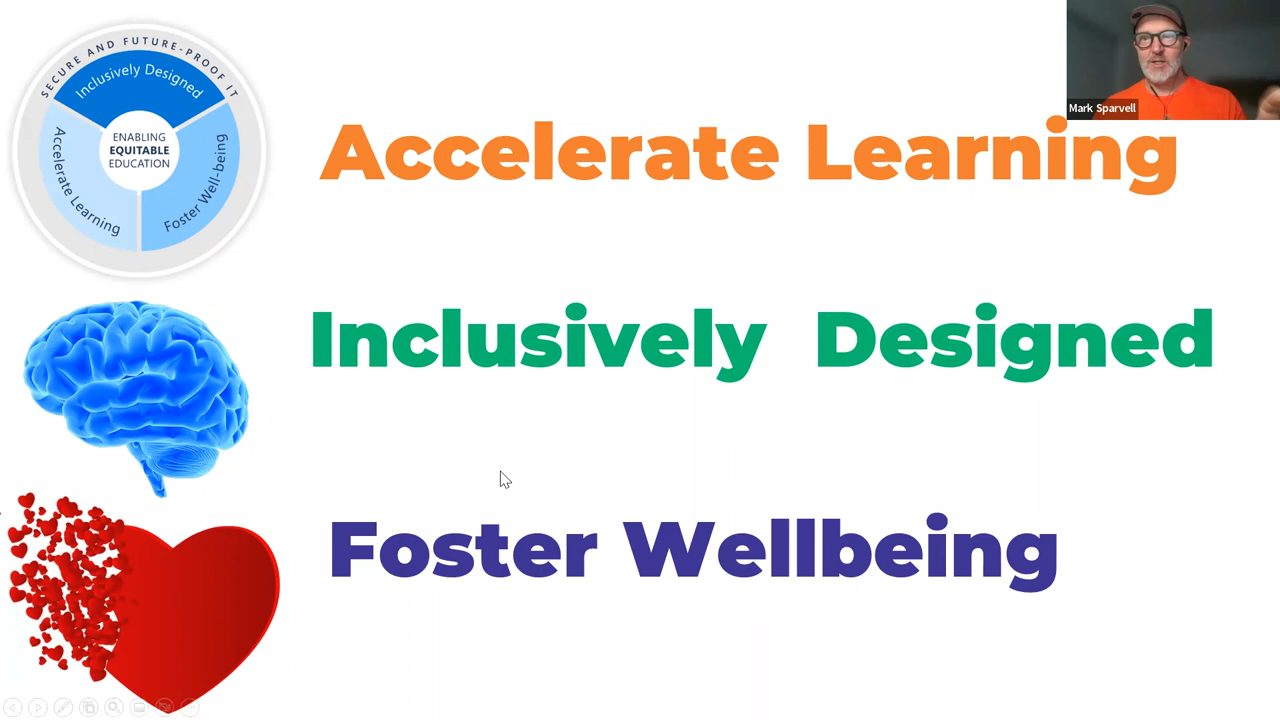 SECURE AND FUTURE-PROOF IT
Inclusively Designed
ENABLING
EQUITABLE
EDUCATION
Accelerate Learning
Foster Well-being
Mark Sparvell
Accelerate Learning
Inclusively Designed
Foster Wellbeing